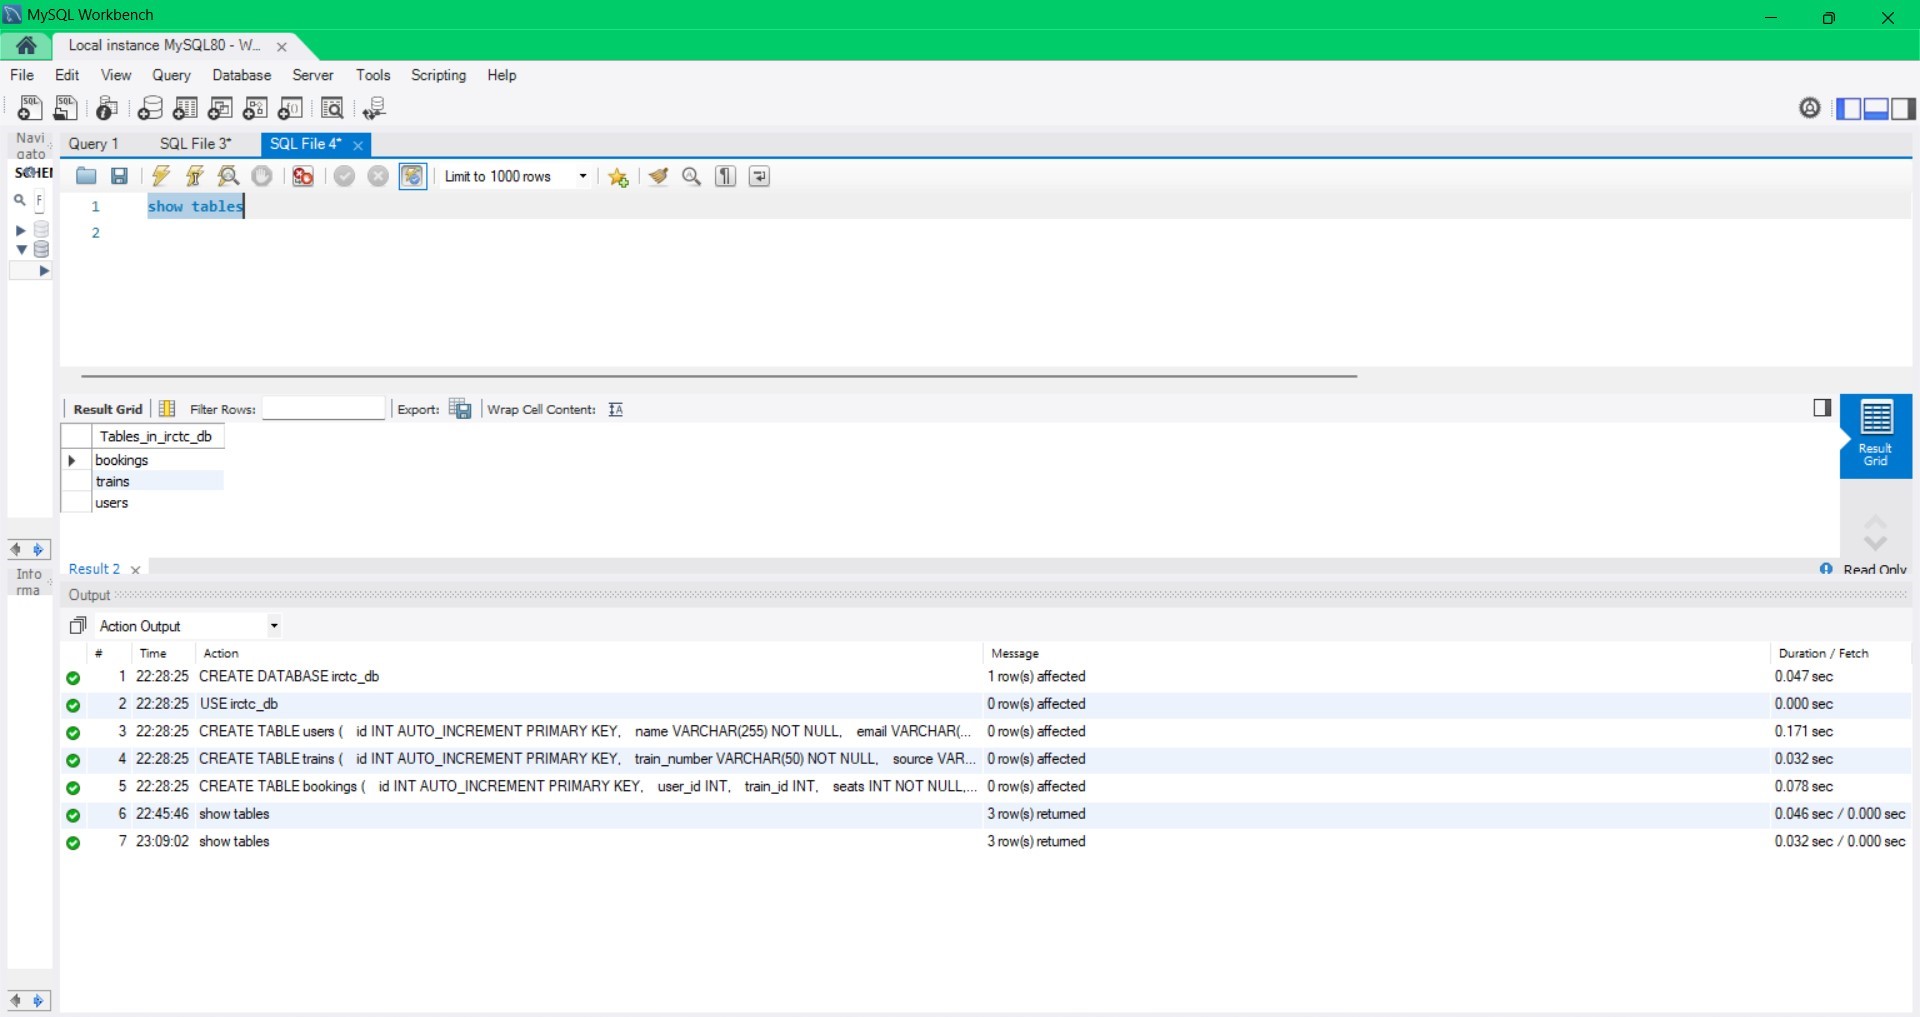 MySQL Workbench
Local instance MySQL80 - W...
File Edit View Query Database Server Tools Scripting Help
Navi
gato
Query 1 SQL File 3* SQL File 4*
Limit to 1000 rows
F
1 show tables
2
Result Grid Filter Rows: Export: Wrap Cell Content:
Tables_in_irctc_db
bookings
trains
users
Result
Grid
Result 2 Read Only
Info
rma
Output
Action Output
# Time Action Message Duration / Fetch
1 22:28:25 CREATE DATABASE irctc_db 1 row(s) affected 0.047 sec
2 22:28:25 USE irctc_db 0 row(s) affected 0.000 sec
3 22:28:25 CREATE TABLE users ( id INT AUTO_INCREMENT PRIMARY KEY, name VARCHAR(255) NOT NULL, email VARCHAR(... 0 row(s) affected 0.171 sec
4 22:28:25 CREATE TABLE trains ( id INT AUTO_INCREMENT PRIMARY KEY, train_number VARCHAR(50) NOT NULL, source VAR... 0 row(s) affected 0.032 sec
5 22:28:25 CREATE TABLE bookings ( id INT AUTO_INCREMENT PRIMARY KEY, user_id INT, train_id INT, seats INT NOT NULL,... 0 row(s) affected 0.078 sec
6 22:45:46 show tables 3 row(s) returned 0.046 sec / 0.000 sec
7 23:09:02 show tables 3 row(s) returned 0.032 sec / 0.000 sec